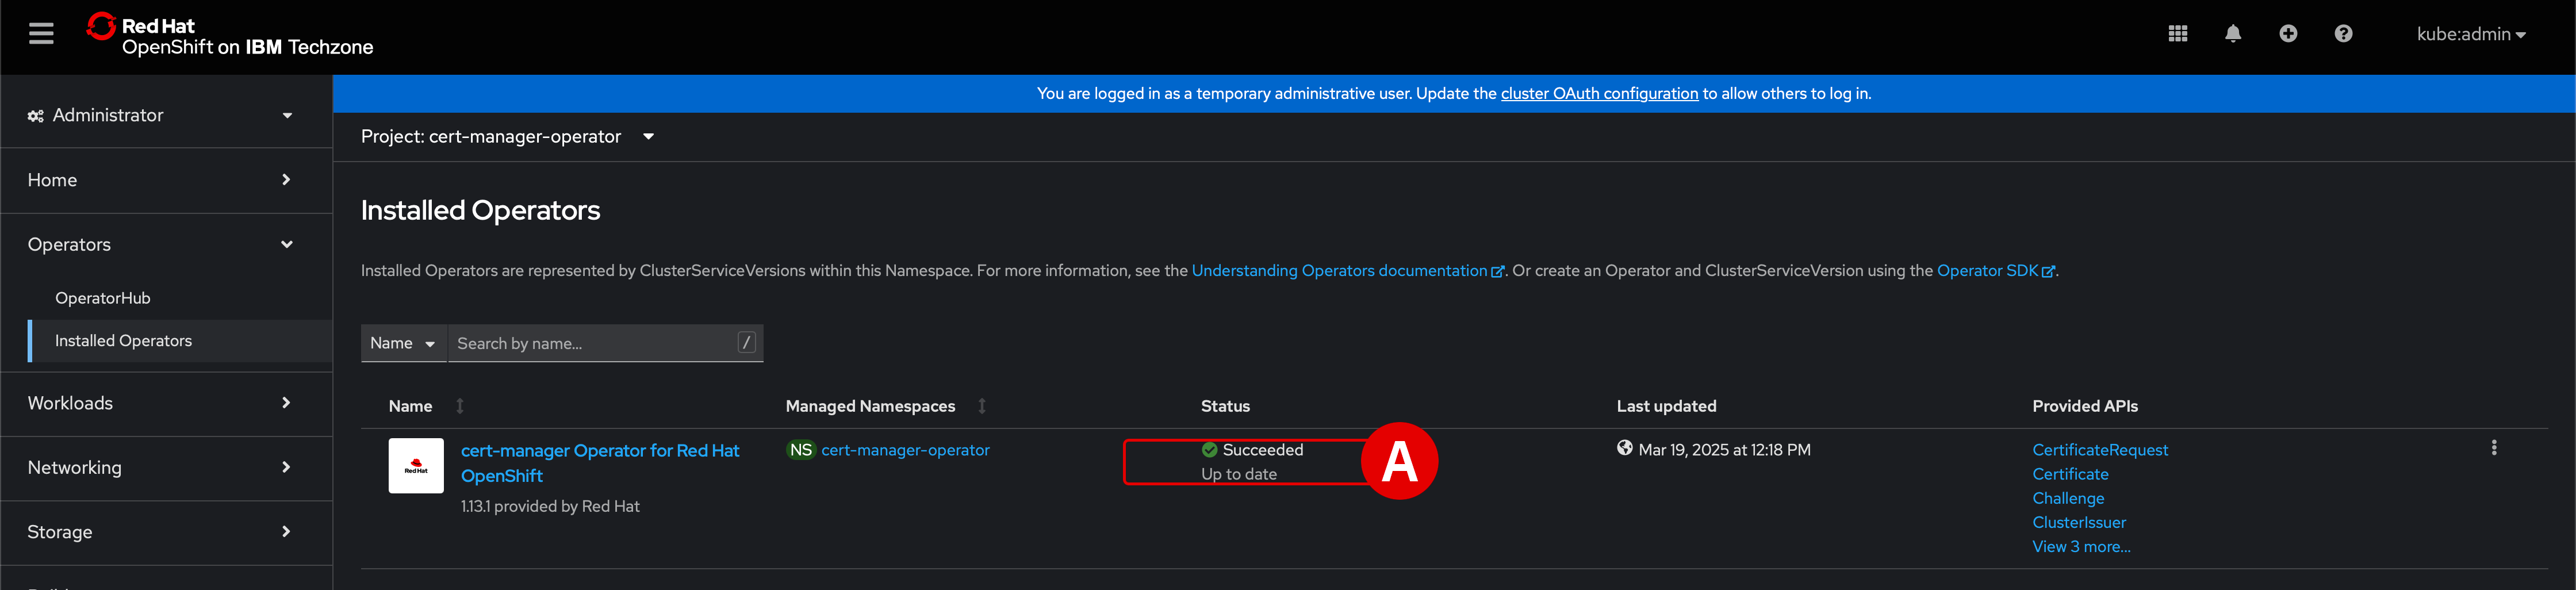 Red Hat
OpenShift on IBM Techzone
kube:admin
You are logged in as a temporary administrative user. Update the cluster OAuth configuration to allow others to log in.
Administrator
Home
Operators
OperatorHub
Installed Operators
Workloads
Networking
Storage
Project: cert-manager-operator
Installed Operators
Installed Operators are represented by ClusterServiceVersions within this Namespace. For more information, see the Understanding Operators documentation. Or create an Operator and ClusterServiceVersion using the Operator SDK.
Name
Search by name...
/
Name
Managed Namespaces
Status
Last updated
Provided APIs
Red Hat
cert-manager Operator for Red Hat
OpenShift
1.13.1 provided by Red Hat
NS cert-manager-operator
Succeeded
Up to date
A
Mar 19, 2025 at 12:18 PM
CertificateRequest
Certificate
Challenge
ClusterIssuer
View 3 more...